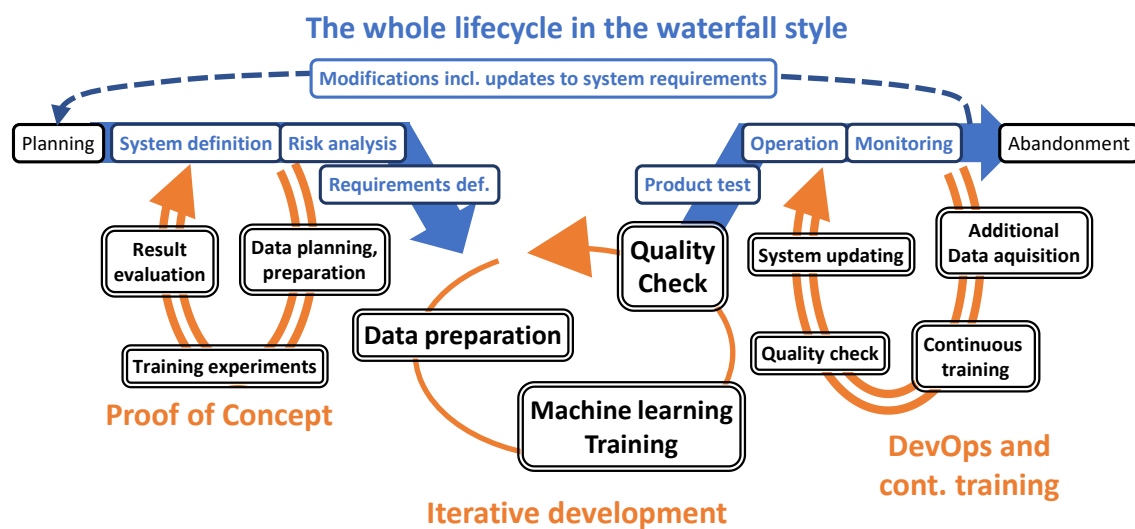 The whole lifecycle in the waterfall style
Modifications incl. updates to system requirements
Planning
System definition
Risk analysis
Requirements def.
Operation
Monitoring
Abandonment
Product test
Result
evaluation
Data planning,
preparation
Training experiments
Proof of Concept
Quality
Check
Data preparation
Machine learning
Training
Iterative development
System updating
Additional
Data aquisition
Quality check
Continuous
training
DevOps and
cont. training